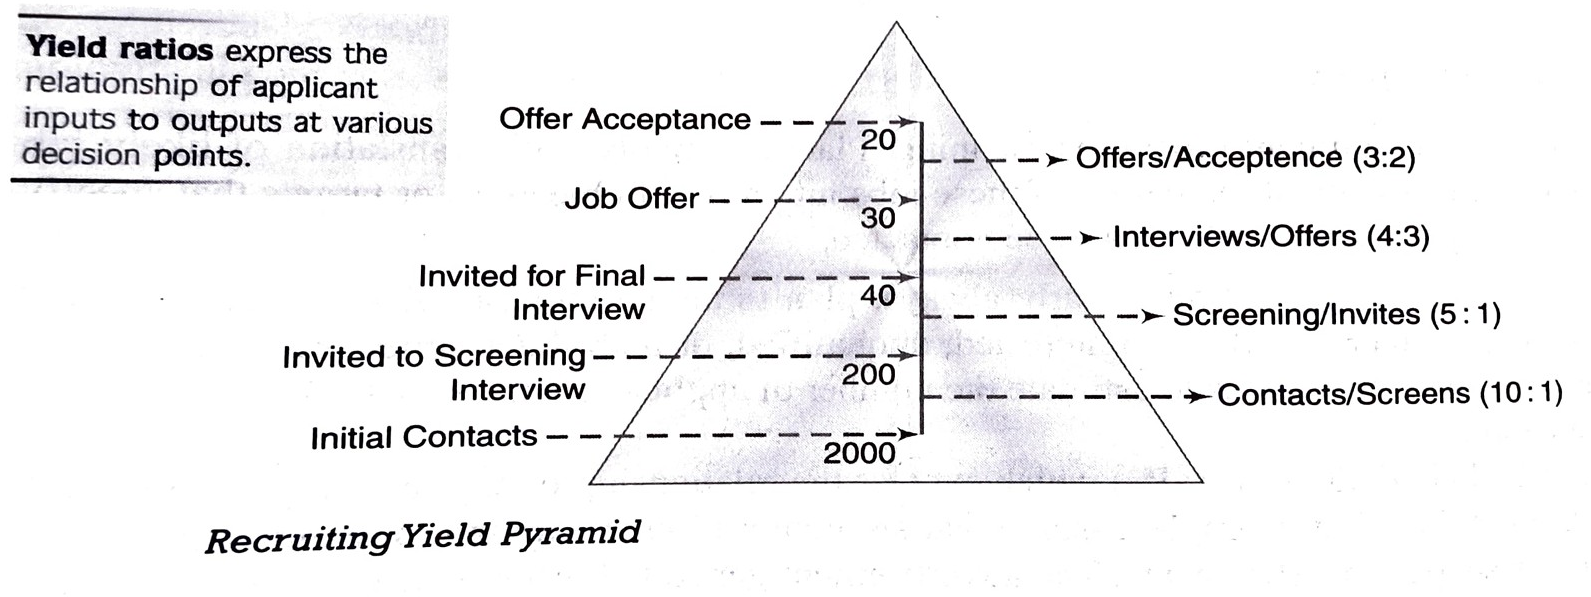 Yield ratios express the
relationship of applicant
inputs to outputs at various
decision points.
Offer Acceptance
20
Offers/Acceptence (3:2)
Job Offer
30
Interviews/Offers (4:3)
Invited for Final
Interview
40
Screening/Invites (5 : 1)
Invited to Screening
Interview
200
Contacts/Screens (10 : 1)
Initial Contacts
2000
Recruiting Yield Pyramid